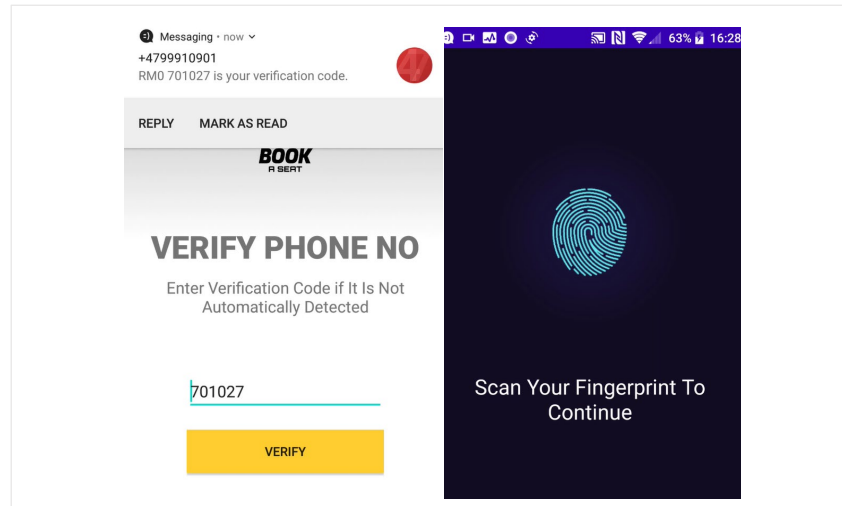 Messaging • now
+4799910901
RM0 701027 is your verification code.
REPLY MARK AS READ
BOOK
A SEAT
VERIFY PHONE NO
Enter Verification Code if It Is Not
Automatically Detected
701027
VERIFY
63% 16:28
Scan Your Fingerprint To
Continue